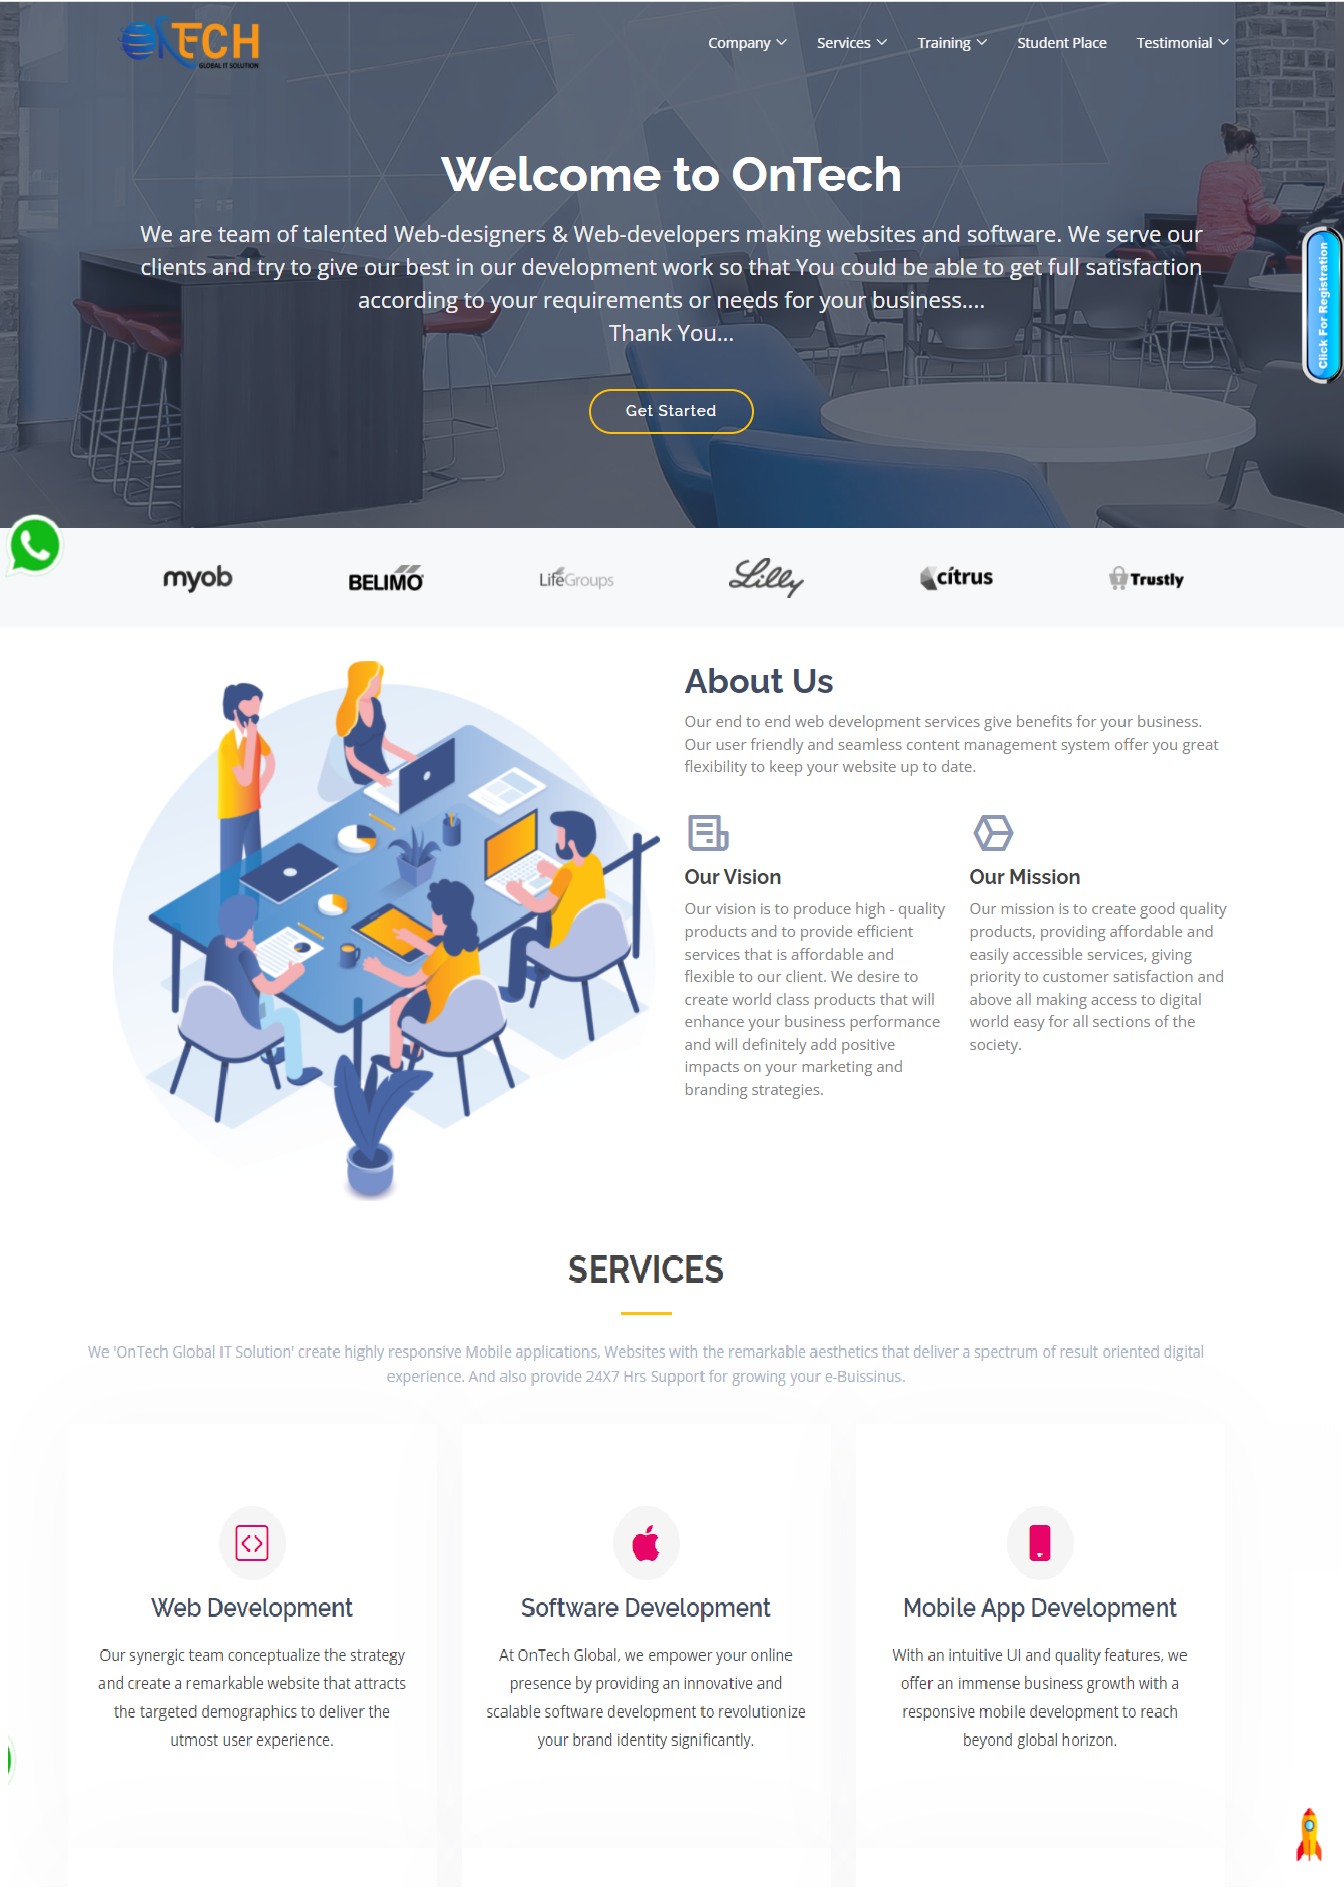 ONTECH
GLOBAL IT SOLUTION
Company
Services
Training
Student Place
Testimonial
Welcome to OnTech
We are team of talented Web-designers & Web-developers making websites and software. We serve our
clients and try to give our best in our development work so that You could be able to get full satisfaction
according to your requirements or needs for your business....
Thank You...
Get Started
Click For Registration
myob
BELIMO
LifeGroups
Lilly
citrus
Trustly
About Us
Our end to end web development services give benefits for your business.
Our user friendly and seamless content management system offer you great
flexibility to keep your website up to date.
Our Vision
Our vision is to produce high - quality
products and to provide efficient
services that is affordable and
flexible to our client. We desire to
create world class products that will
enhance your business performance
and will definitely add positive
impacts on your marketing and
branding strategies.
Our Mission
Our mission is to create good quality
products, providing affordable and
easily accessible services, giving
priority to customer satisfaction and
above all making access to digital
world easy for all sections of the
society.
SERVICES
We 'OnTech Global IT Solution' create highly responsive Mobile applications, Websites with the remarkable aesthetics that deliver a spectrum of result oriented digital
experience. And also provide 24X7 Hrs Support for growing your e-Buissinus.
Web Development
Our synergic team conceptualize the strategy
and create a remarkable website that attracts
the targeted demographics to deliver the
utmost user experience.
Software Development
At OnTech Global, we empower your online
presence by providing an innovative and
scalable software development to revolutionize
your brand identity significantly.
Mobile App Development
With an intuitive UI and quality features, we
offer an immense business growth with a
responsive mobile development to reach
beyond global horizon.